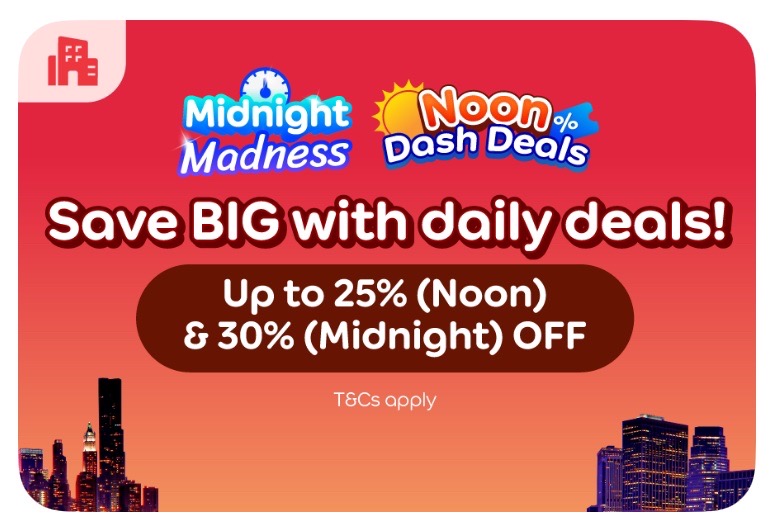 Midnight
Madness
Noon
Dash Deals
%
Save BIG with daily deals!
Up to 25% (Noon)
& 30% (Midnight) OFF
T&Cs apply